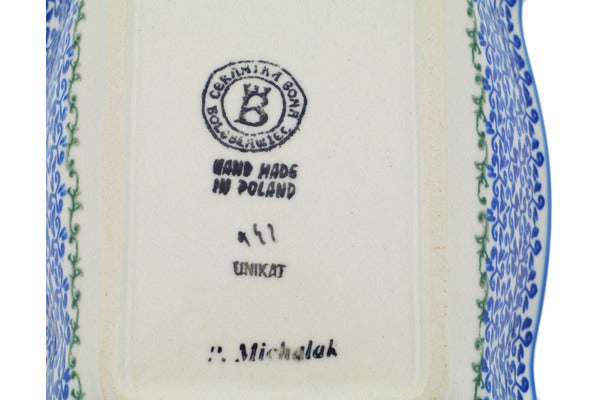 CERAMIKA BONA
B
BOLESŁAWIEC
HAND MADE
IN POLAND
UNIKAT
P. Michalak